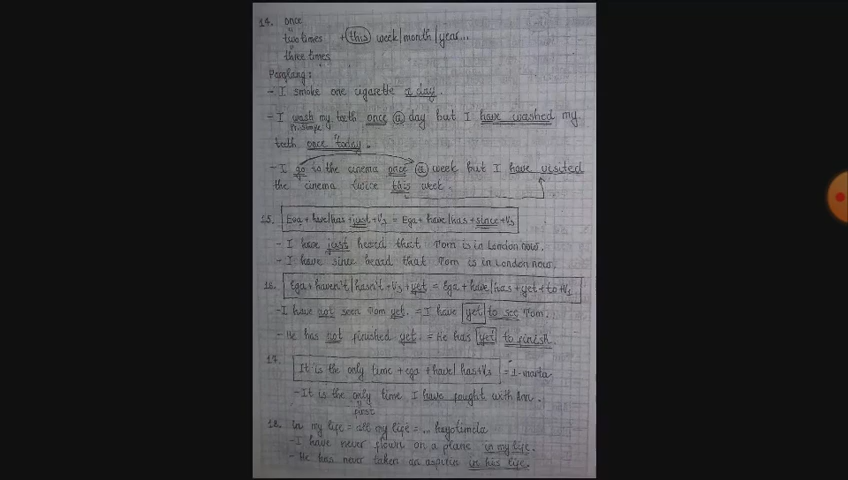 14. once
two times + this week/month/year...
three times
Parqlang:
- I smoke one cigarette a day.
- I wash my teeth once a day but I have washed my
pr. simple
teeth once today.
- I go to the cinema once a week but I have visited
the cinema twice this week.
15. Ega + have/has + just + V3 = Ega + have/has + since + V3
- I have just heard that Tom is in London now.
- I have since heard that Tom is in London now.
16. Ega + haven't/hasn't + V3 + yet = Ega + have/has + yet + to + V1
- I have not seen Tom yet. = I have yet to see Tom.
- He has not finished yet. = He has yet to finish
17. It is the only time + ega + have/has + V3 = 1-marta
- It is the only time I have fought with him.
first
18. In my life = all my life = ... hayotimda
- I have never flown on a plane in my life.
- He has never taken an aspirin in his life.